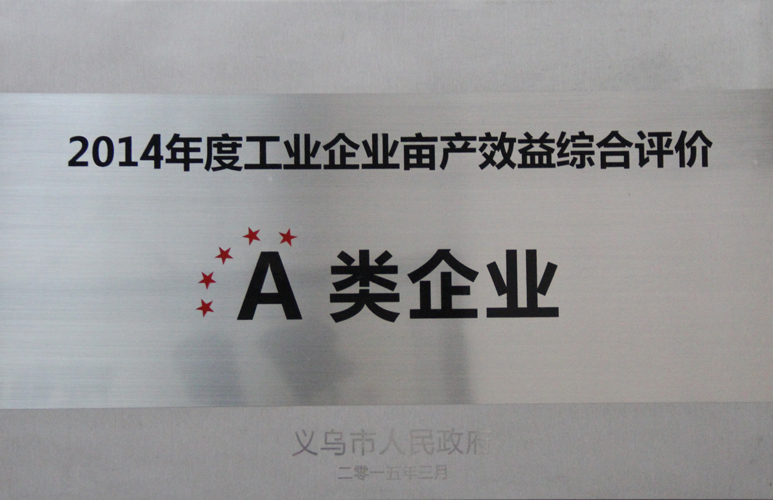 2014年度工业企业亩产效益综合评价
A 类企业
义乌市人民政府
二零一五年三月